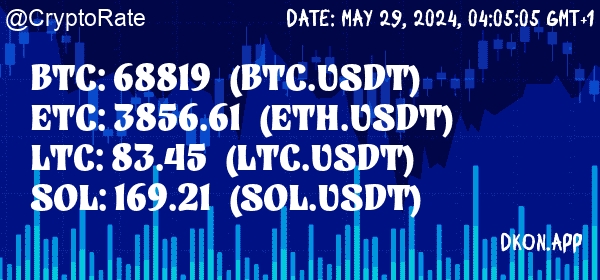 @CryptoRate
DATE: MAY 29, 2024, 04:05:05 GMT+1
BTC: 68819 (BTC.USDT)
ETC: 3856.61 (ETH.USDT)
LTC: 83.45 (LTC.USDT)
SOL: 169.21 (SOL.USDT)
DKON.APP